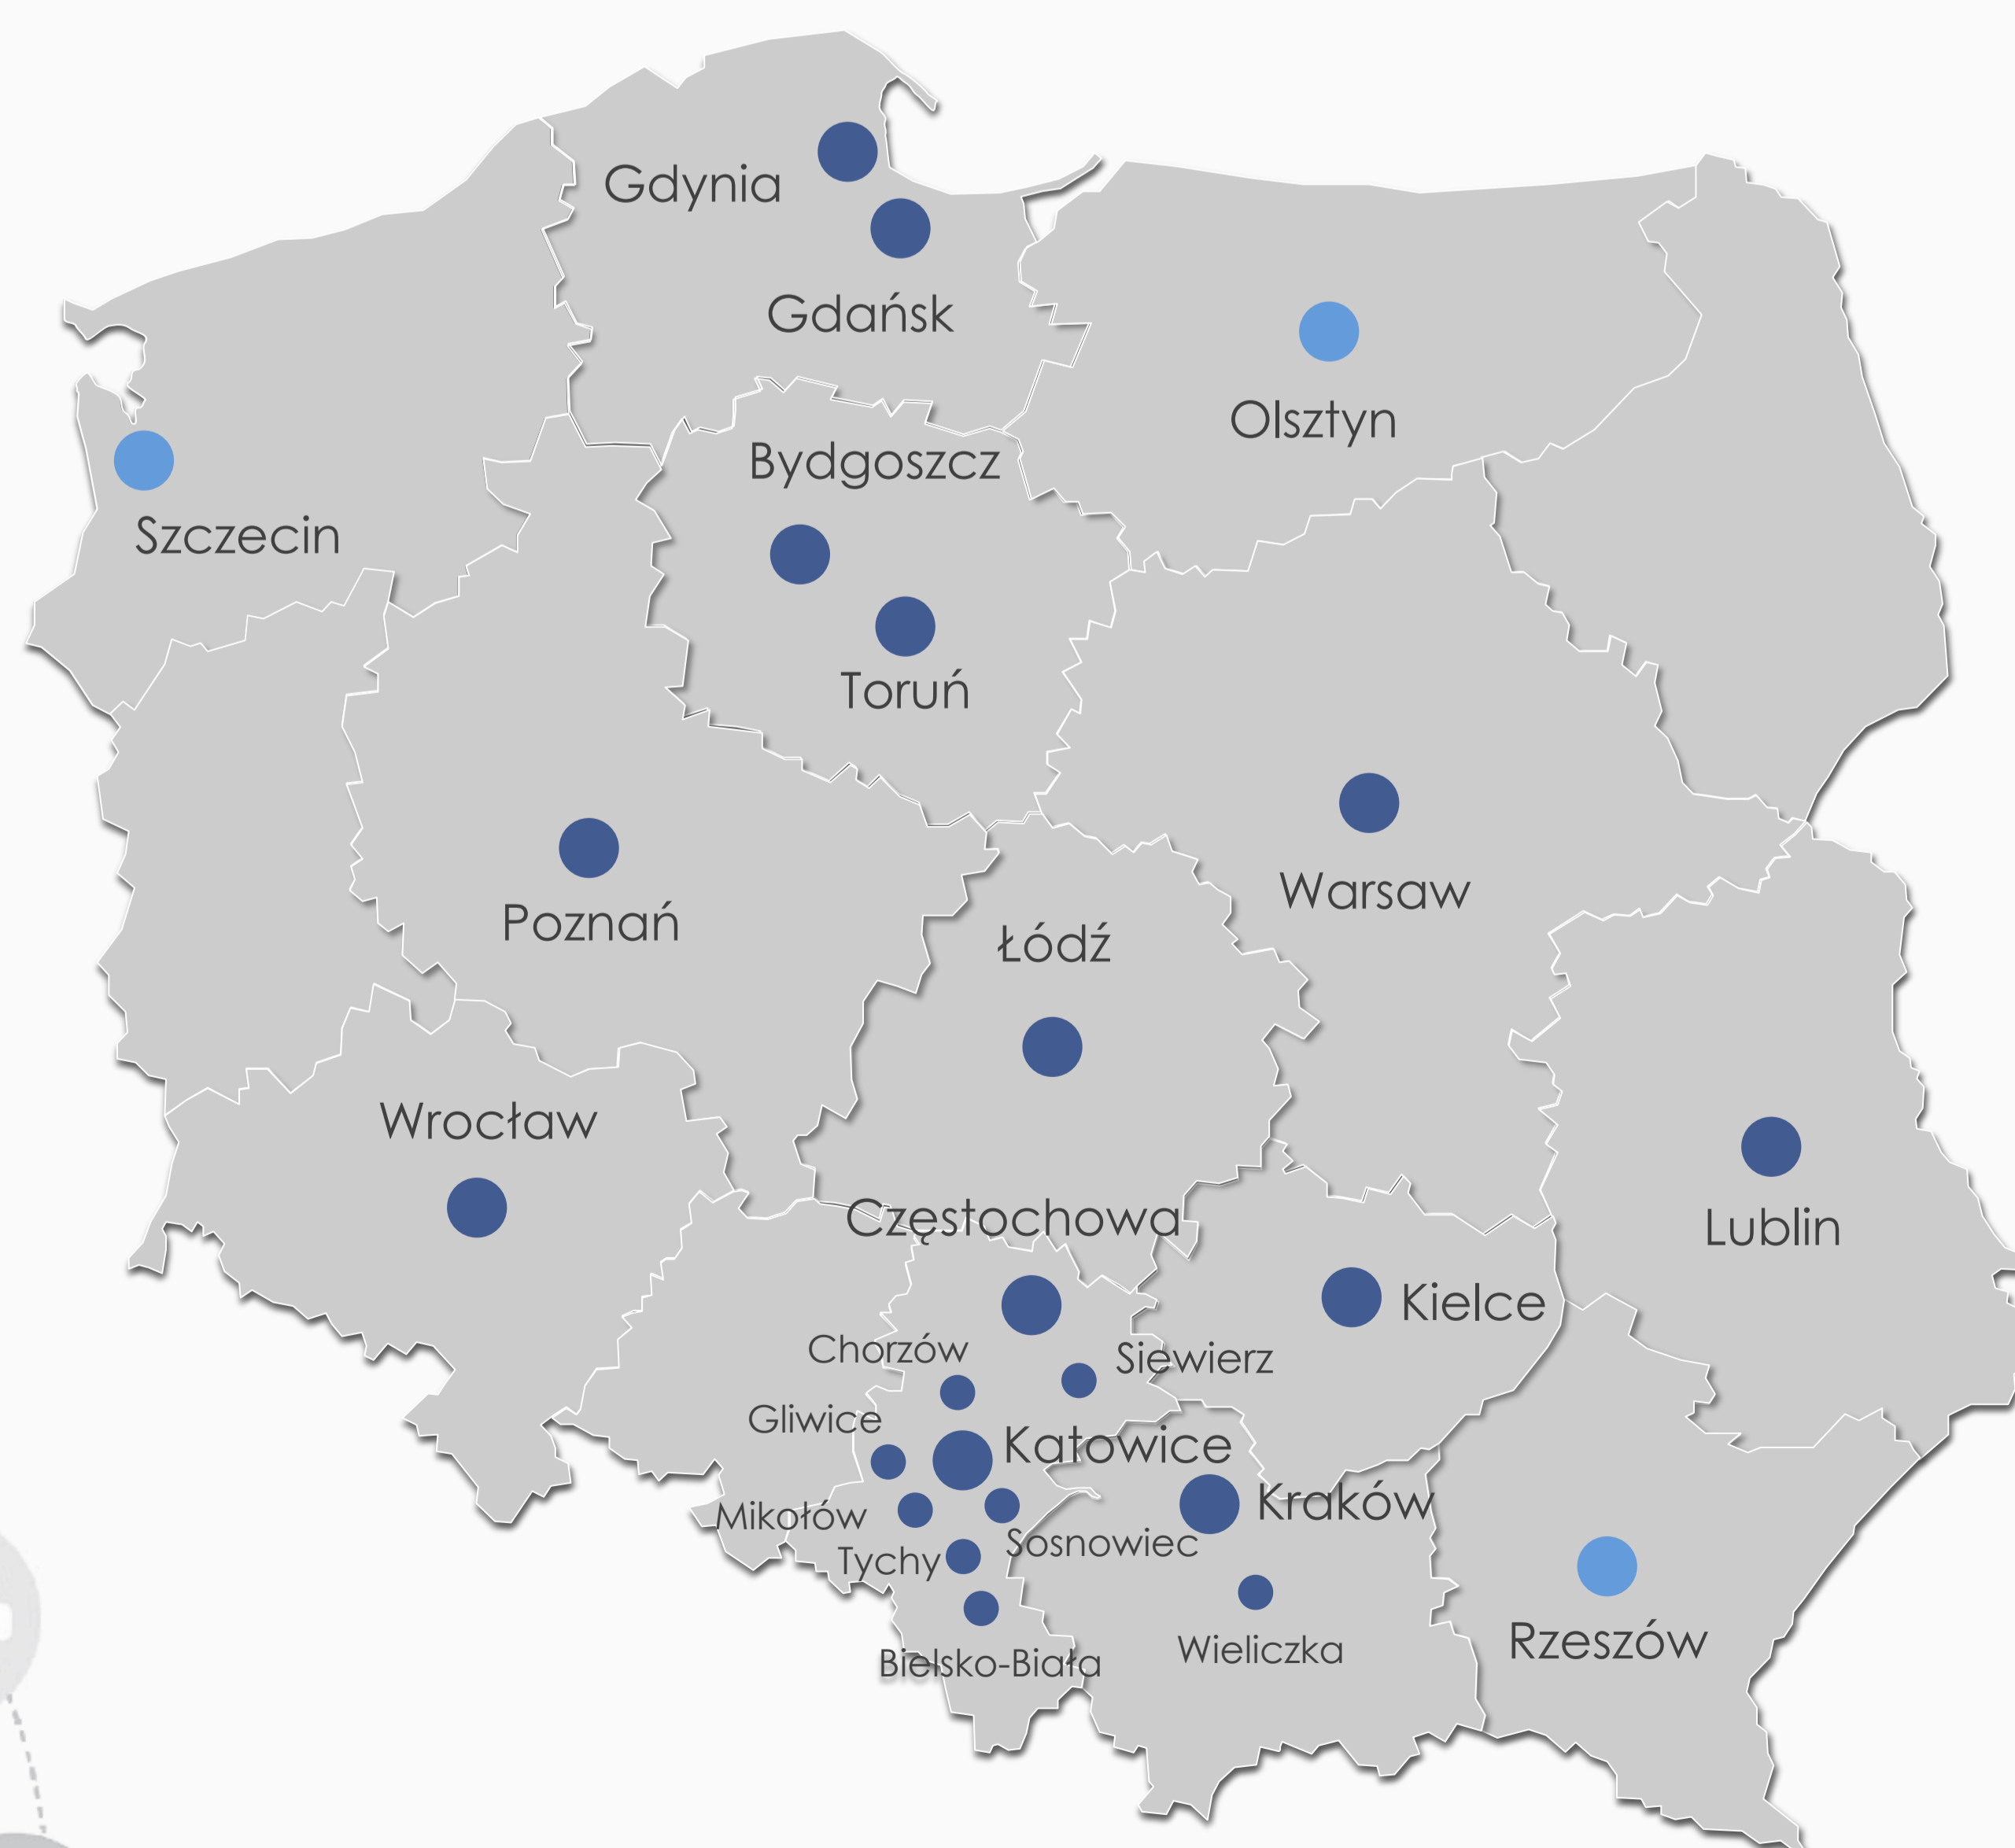 Gdynia
Gdańsk
Olsztyn
Bydgoszcz
Szczecin
Toruń
Warsaw
Poznań
Łódź
Wrocław
Częstochowa
Lublin
Kielce
Chorzów
Siewierz
Gliwice
Katowice
Kraków
Mikołów
Sosnowiec
Tychy
Rzeszów
Wieliczka
Bielsko-Biała